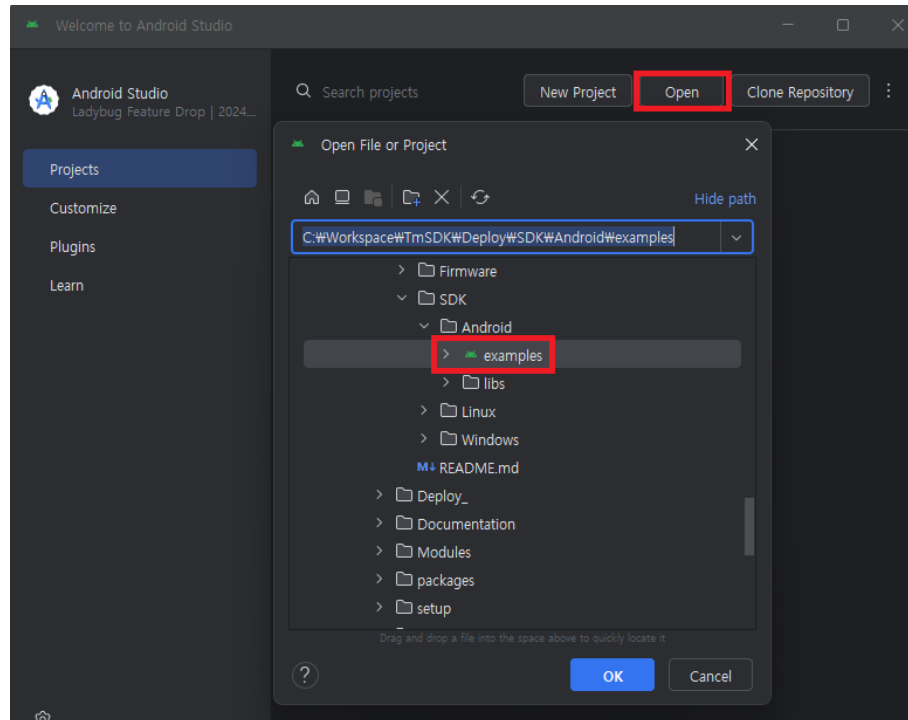 Welcome to Android Studio
Android Studio
Ladybug Feature Drop | 2024...
Search projects
New Project
Open
Clone Repository
Projects
Customize
Plugins
Learn
Open File or Project
Hide path
C:₩Workspace₩TmSDK₩Deploy₩SDK₩Android₩examples
Firmware
SDK
Android
examples
libs
Linux
Windows
M↓ README.md
Deploy_
Documentation
Modules
packages
setup
Drag and drop a file into the space above to quickly locate it
?
OK
Cancel